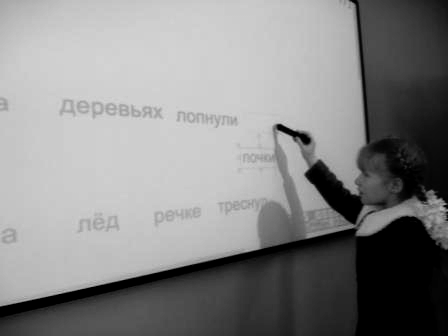 а деревьях лопнули
почки
а лёд речке треснул